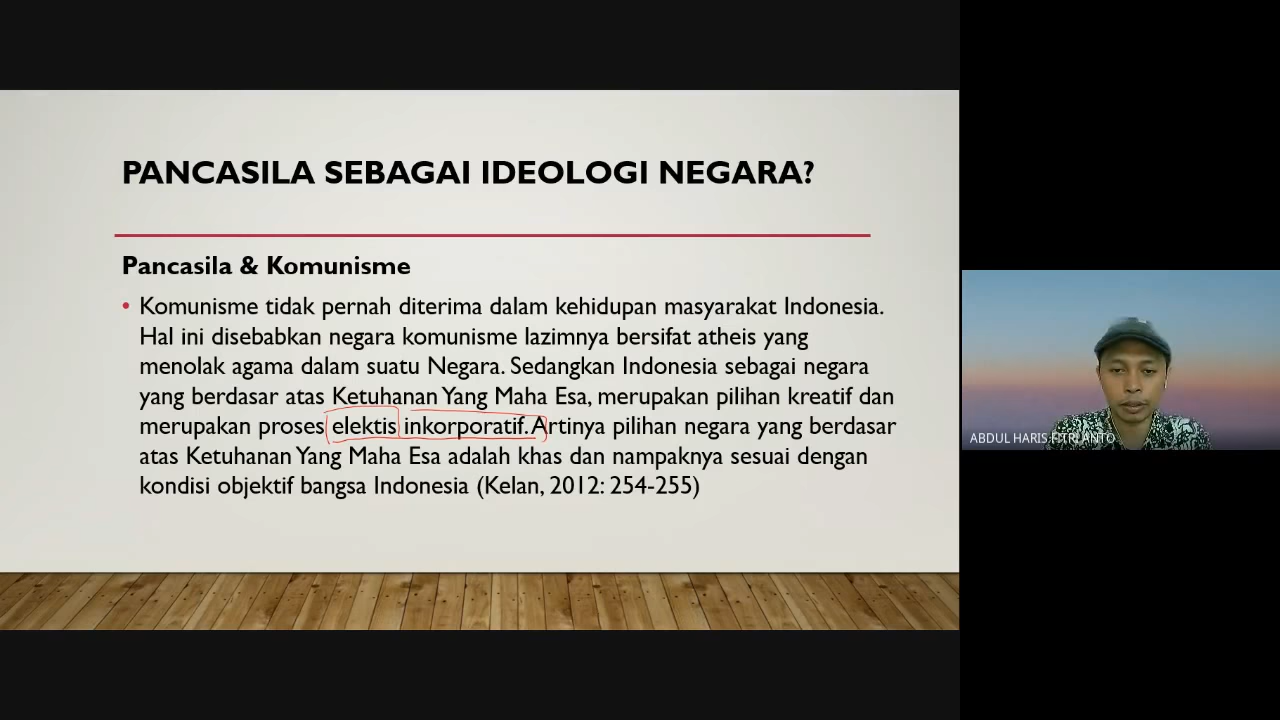 PANCASILA SEBAGAI IDEOLOGI NEGARA?
Pancasila & Komunisme
• Komunisme tidak pernah diterima dalam kehidupan masyarakat Indonesia.
Hal ini disebabkan negara komunisme lazimnya bersifat atheis yang
menolak agama dalam suatu Negara. Sedangkan Indonesia sebagai negara
yang berdasar atas Ketuhanan Yang Maha Esa, merupakan pilihan kreatif dan
merupakan proses elektis inkorporatif. Artinya pilihan negara yang berdasar
atas Ketuhanan Yang Maha Esa adalah khas dan nampaknya sesuai dengan
kondisi objektif bangsa Indonesia (Kelan, 2012: 254-255)
ABDUL HARIS FITRI ANTO